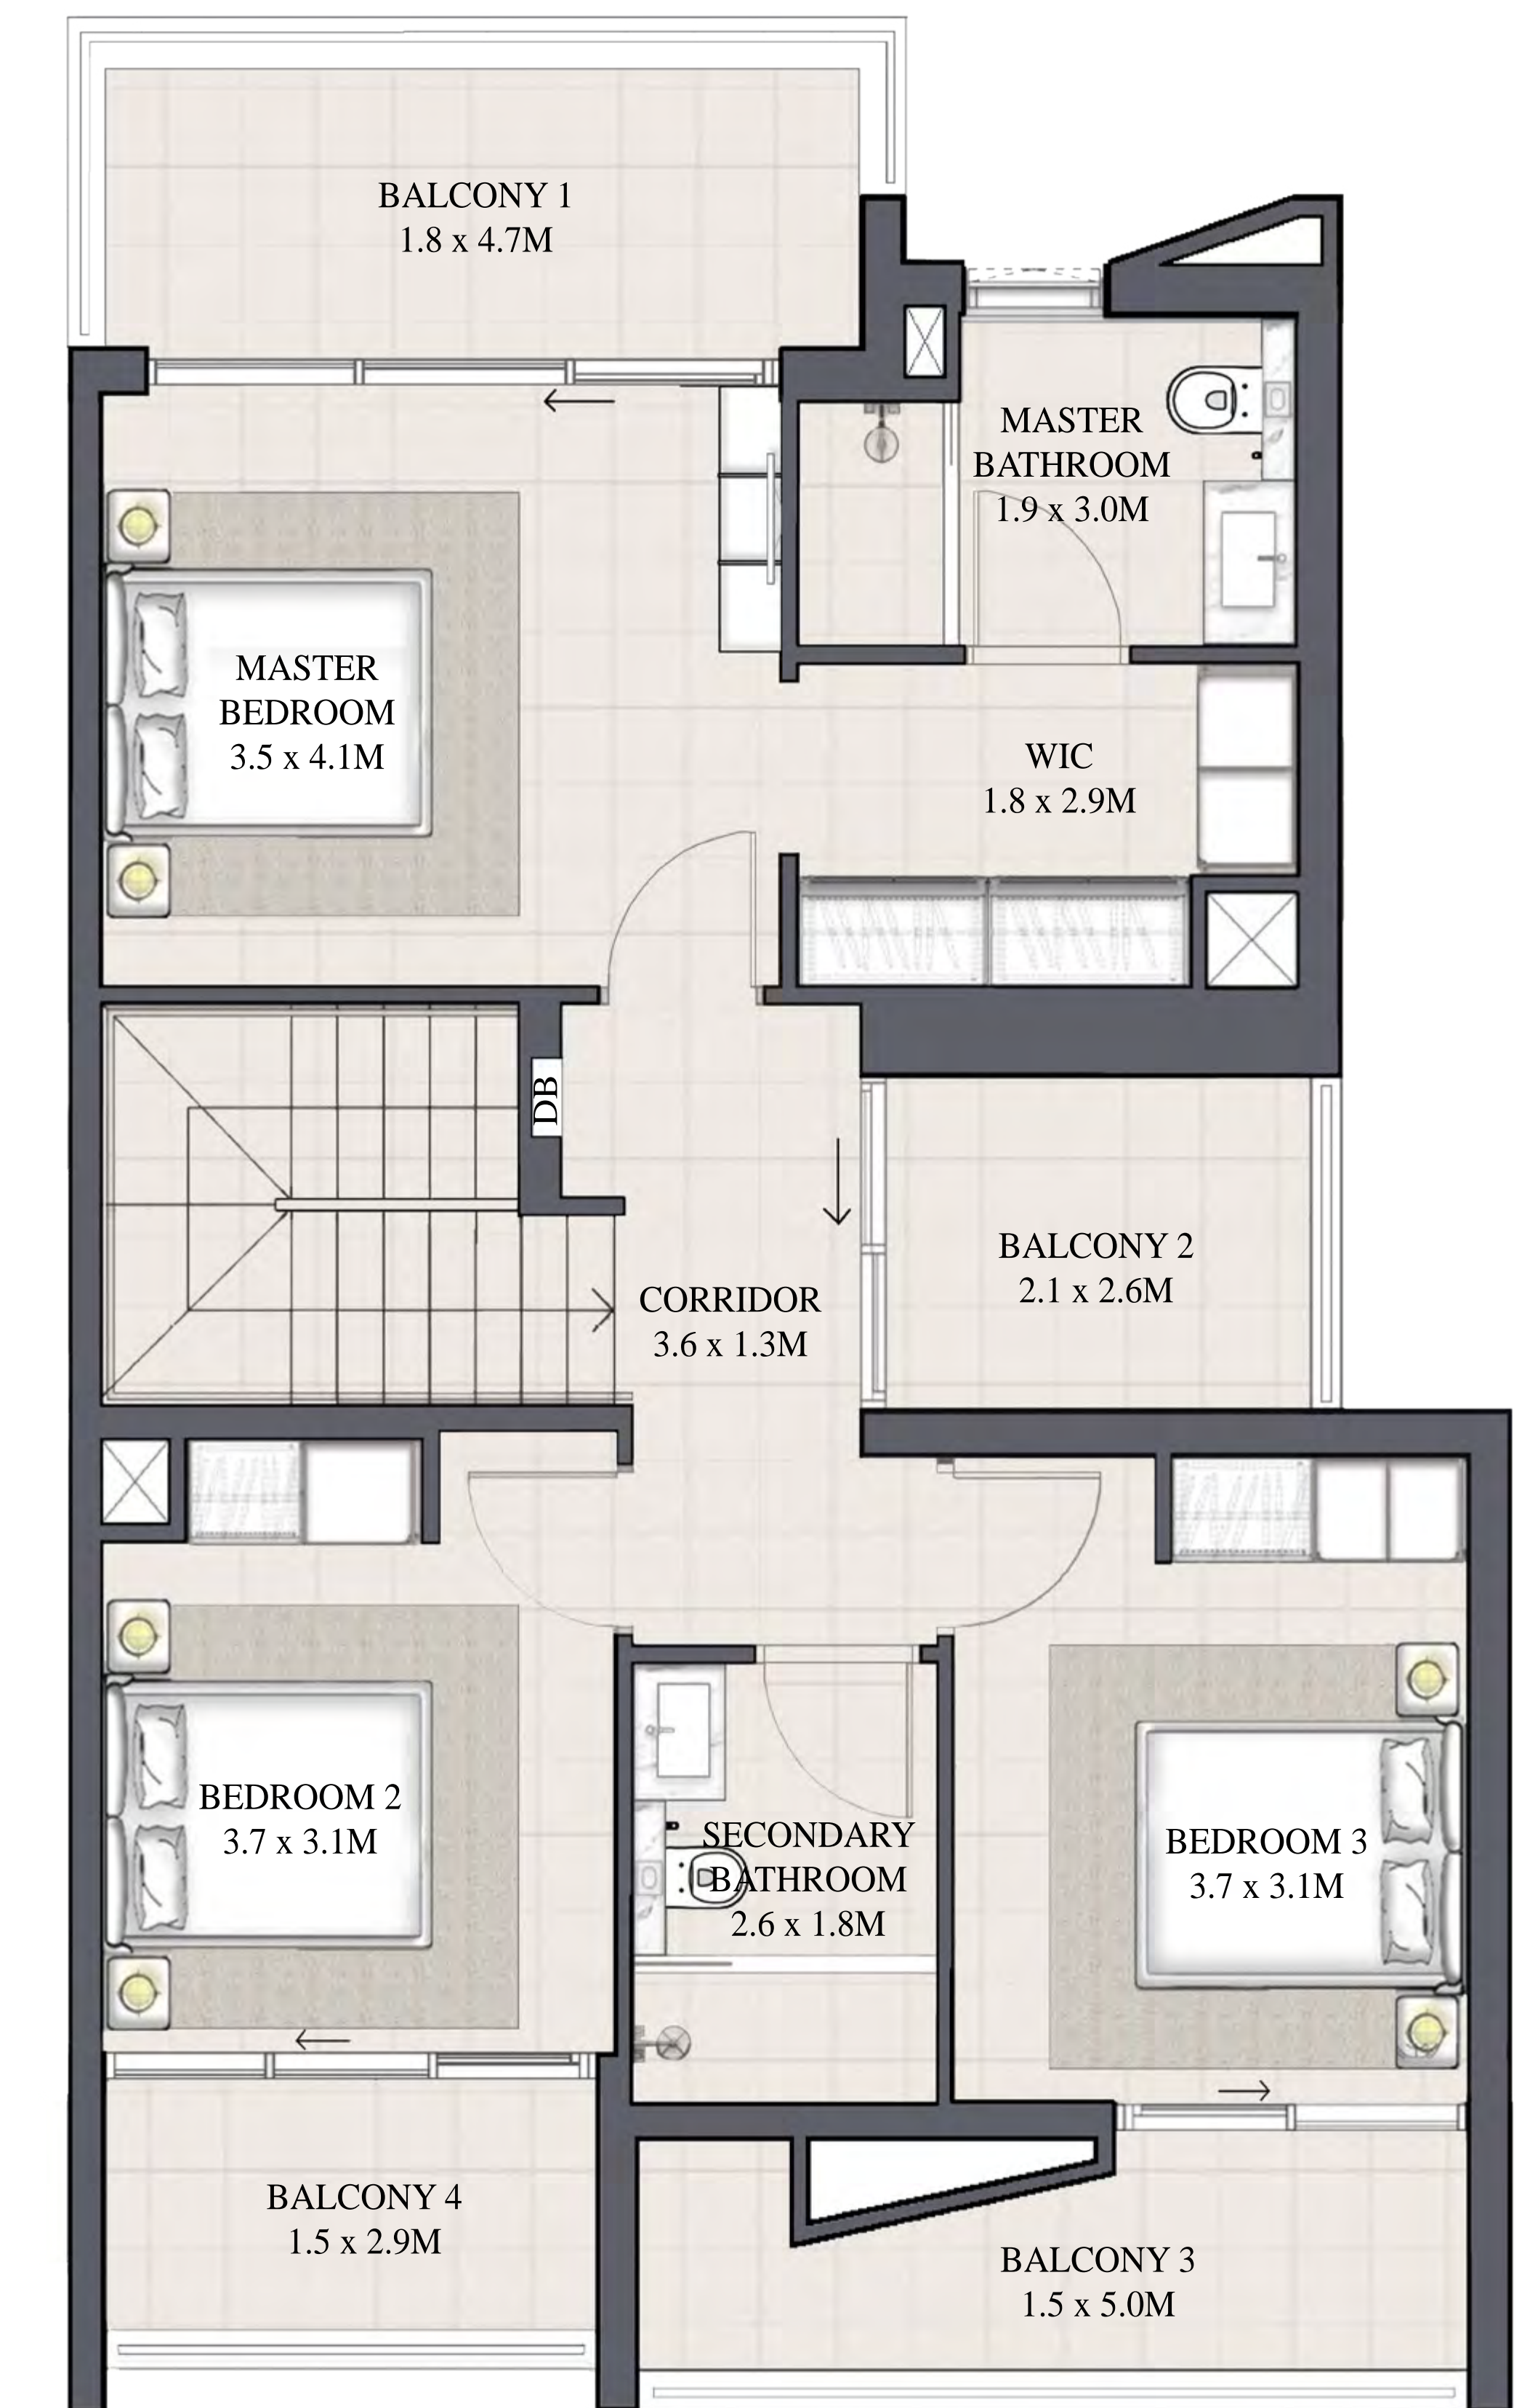 BALCONY 1
1.8 x 4.7M
MASTER
BATHROOM
1.9 x 3.0M
MASTER
BEDROOM
3.5 x 4.1M
WIC
1.8 x 2.9M
DB
BALCONY 2
2.1 x 2.6M
CORRIDOR
3.6 x 1.3M
BEDROOM 2
3.7 x 3.1M
SECONDARY
BATHROOM
2.6 x 1.8M
BEDROOM 3
3.7 x 3.1M
BALCONY 4
1.5 x 2.9M
BALCONY 3
1.5 x 5.0M